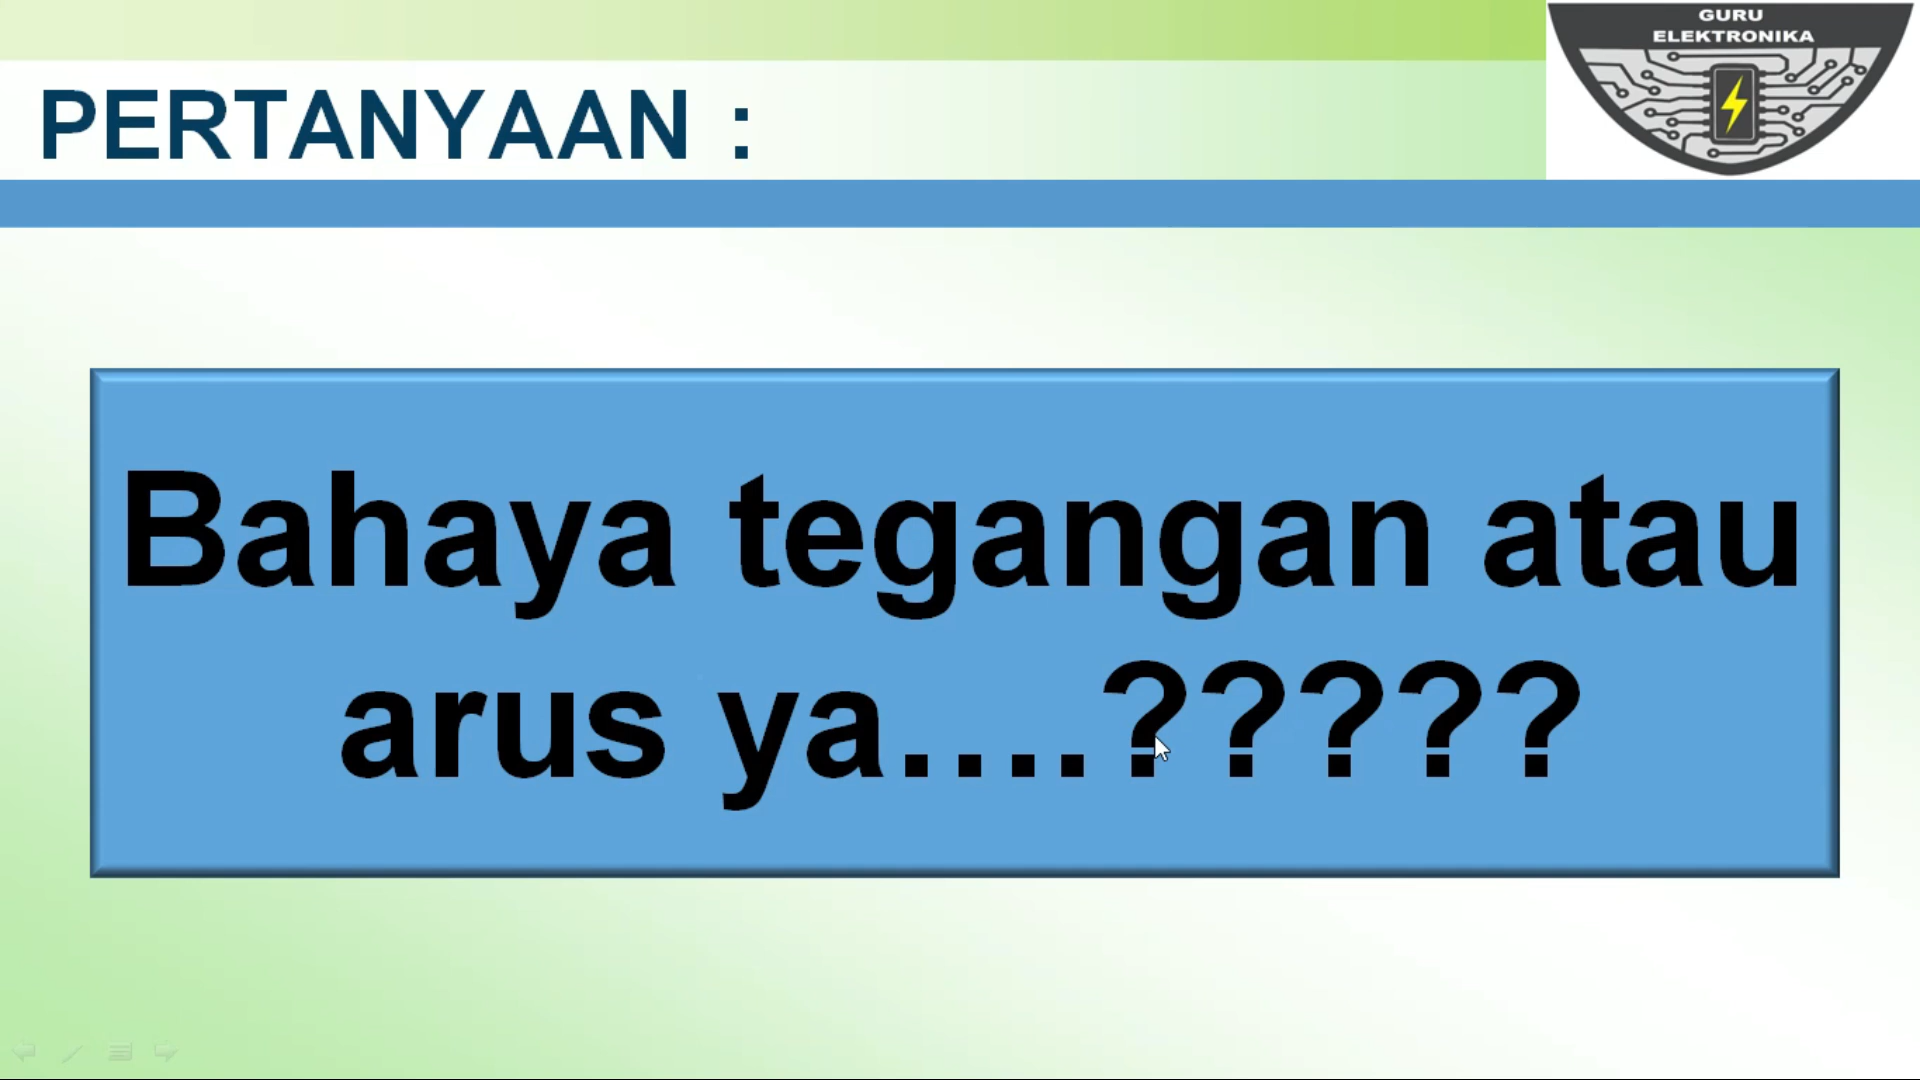 GURU
ELEKTRONIKA
PERTANYAAN :
Bahaya tegangan atau
arus ya....?????